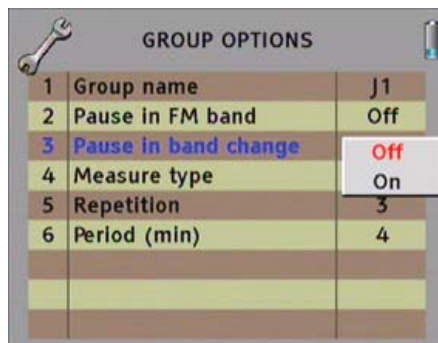 GROUP OPTIONS
1 Group name J1
2 Pause in FM band Off
3 Pause in band change Off
On
4 Measure type
5 Repetition 3
6 Period (min) 4